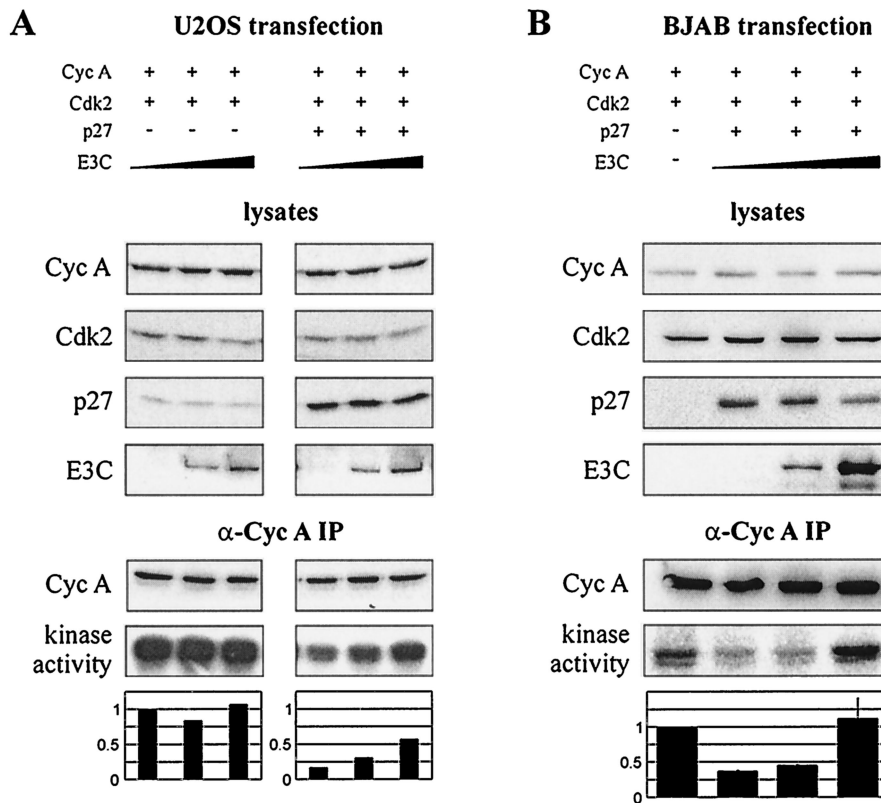 A
U2OS transfection
Cyc A + + + + + +
Cdk2 + + + + + +
p27 - - - + + +
E3C
lysates
Cyc A
Cdk2
p27
E3C
α-Cyc A IP
Cyc A
kinase
activity
1
0.5
0
1
0.5
0
B
BJAB transfection
Cyc A + + + +
Cdk2 + + + +
p27 - + + +
E3C -
lysates
Cyc A
Cdk2
p27
E3C
α-Cyc A IP
Cyc A
kinase
activity
1
0.5
0